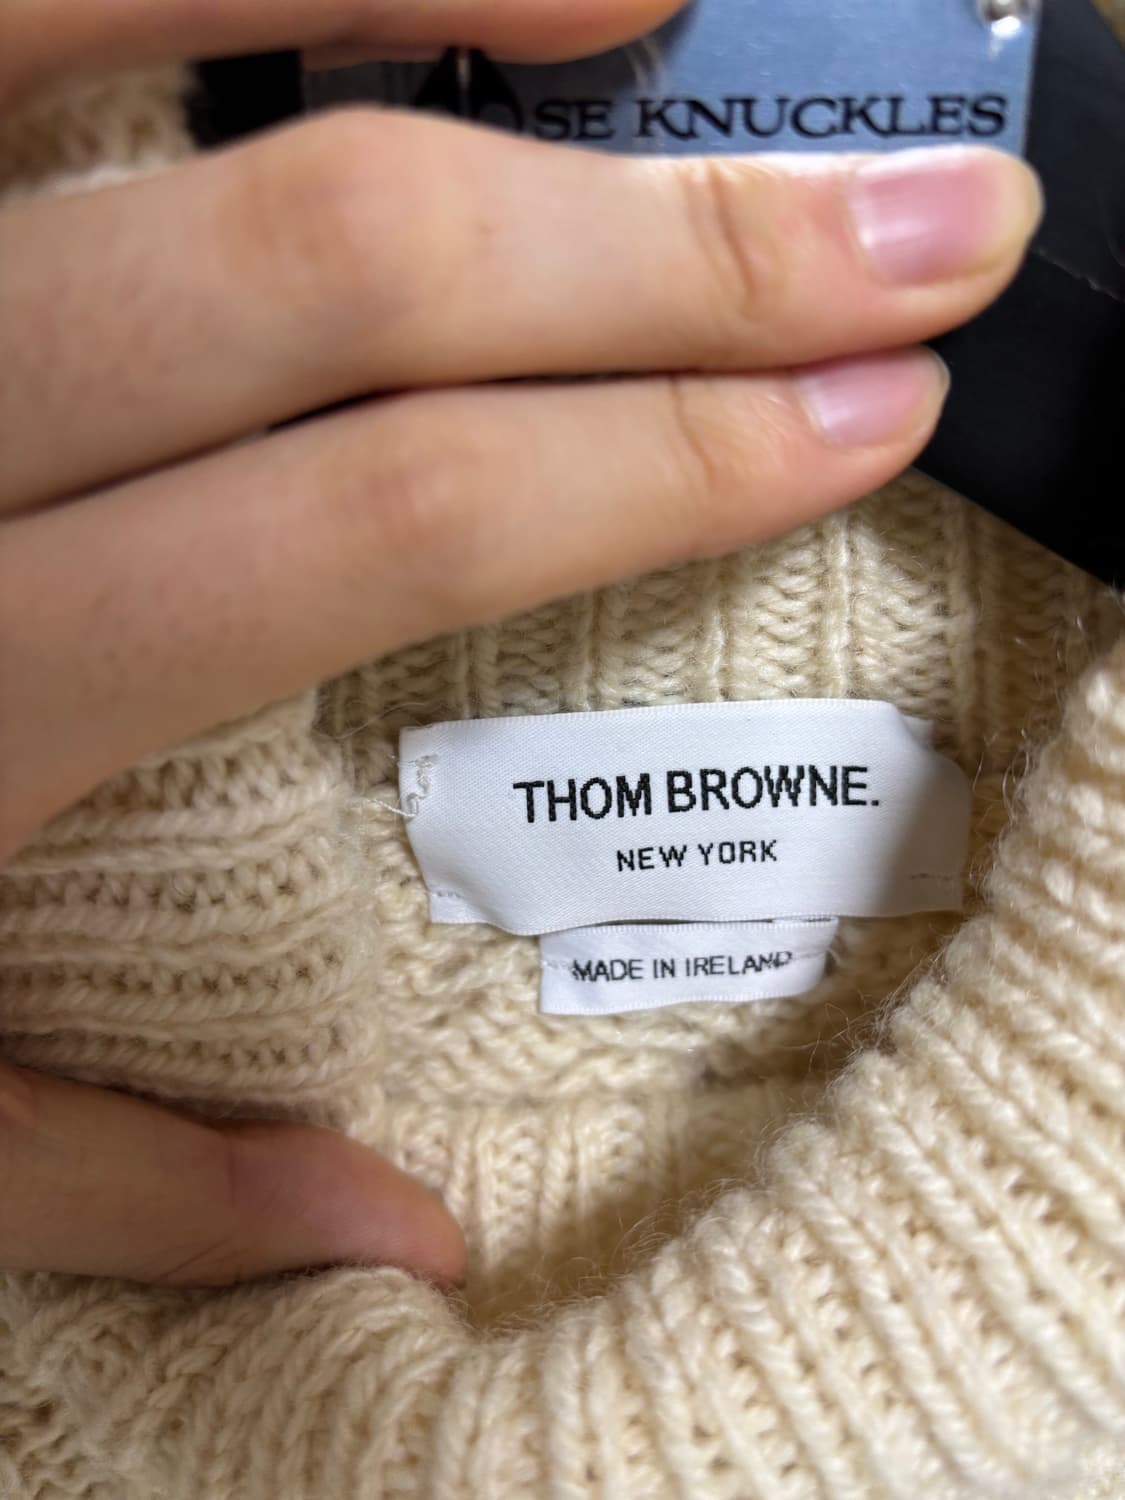 SE KNUCKLES
THOM BROWNE.
NEW YORK
MADE IN IRELAND